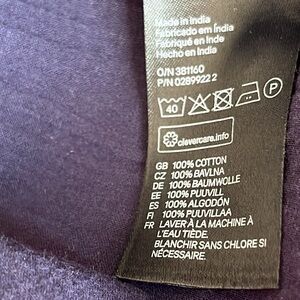 Made in India
Fabricado em Índia
Fabriqué en Inde
Hecho en India
O/N 381160
P/N 0289922 2
40
P
clevercare.info
GB 100% COTTON
CZ 100% BAVLNA
DE 100% BAUMWOLLE
EE 100% PUUVILL
ES 100% ALGODÓN
FI 100% PUUVILLAA
FR LAVER À LA MACHINE À
L'EAU TIÈDE.
BLANCHIR SANS CHLORE SI
NÉCESSAIRE.